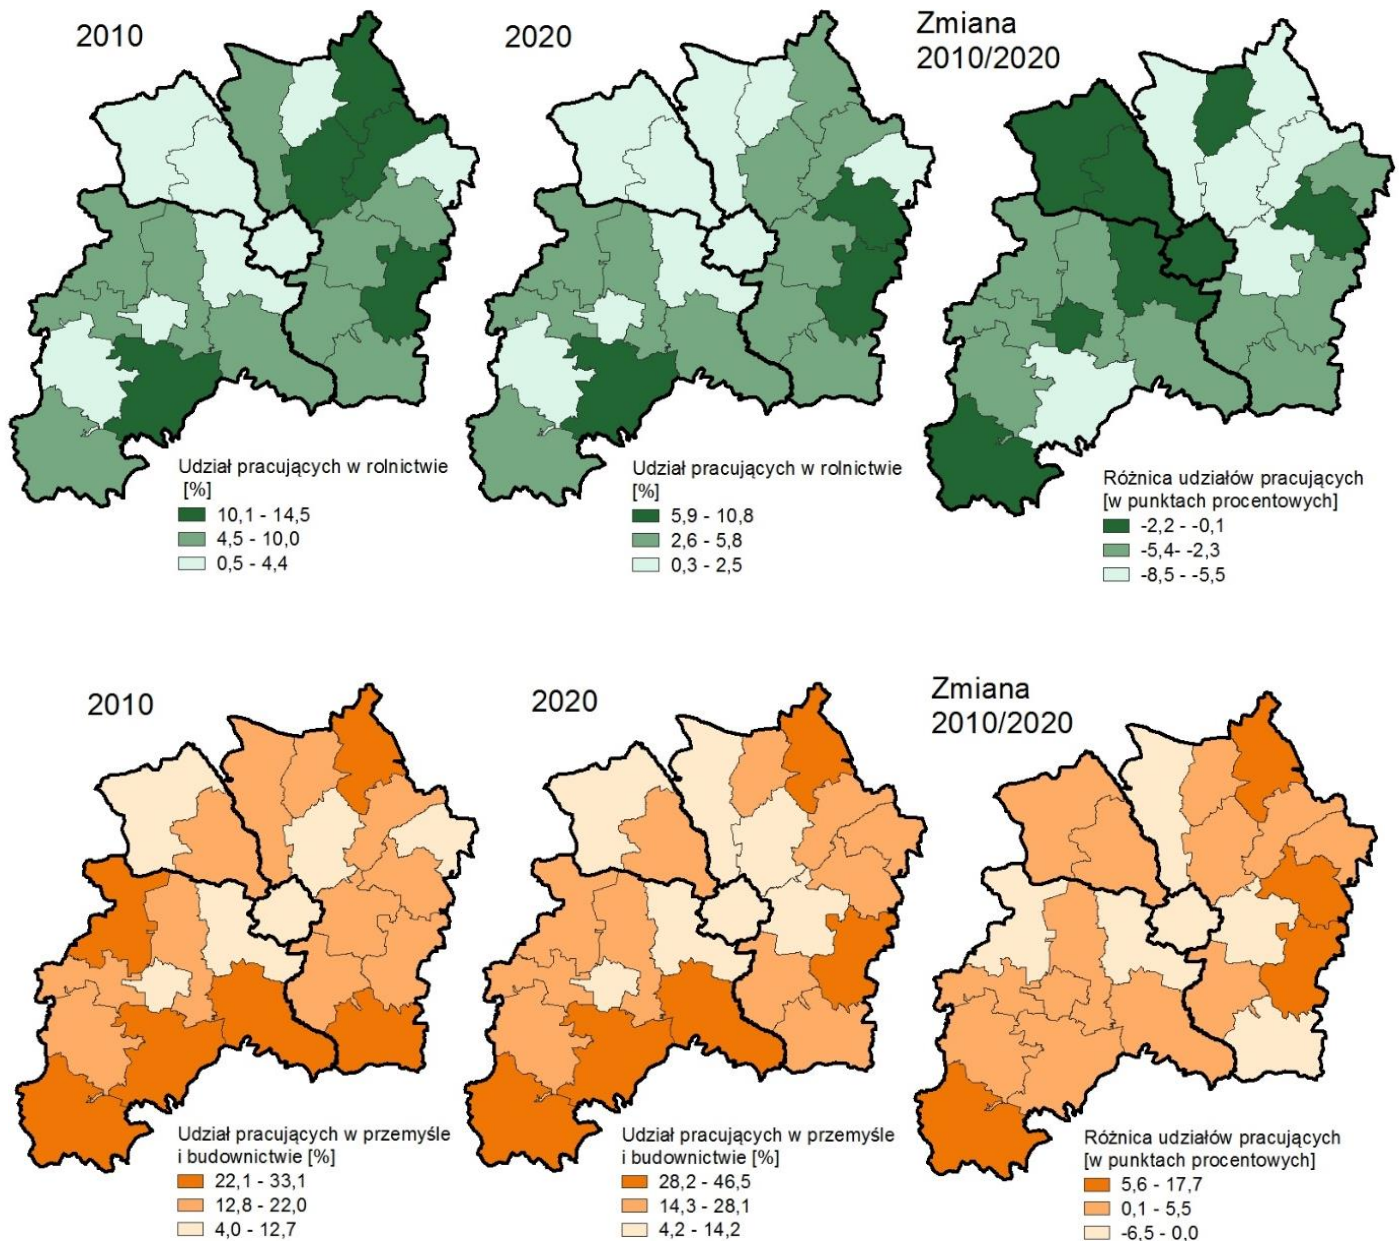 2010
2020
Zmiana
2010/2020
Udział pracujących w rolnictwie
[%]
10,1 - 14,5
4,5 - 10,0
0,5 - 4,4
Udział pracujących w rolnictwie
[%]
5,9 - 10,8
2,6 - 5,8
0,3 - 2,5
Różnica udziałów pracujących
[w punktach procentowych]
-2,2 - -0,1
-5,4- -2,3
-8,5 - -5,5
2010
2020
Zmiana
2010/2020
Udział pracujących w przemyśle
i budownictwie [%]
22,1 - 33,1
12,8 - 22,0
4,0 - 12,7
Udział pracujących w przemyśle
i budownictwie [%]
28,2 - 46,5
14,3 - 28,1
4,2 - 14,2
Różnica udziałów pracujących
[w punktach procentowych]
5,6 - 17,7
0,1 - 5,5
-6,5 - 0,0